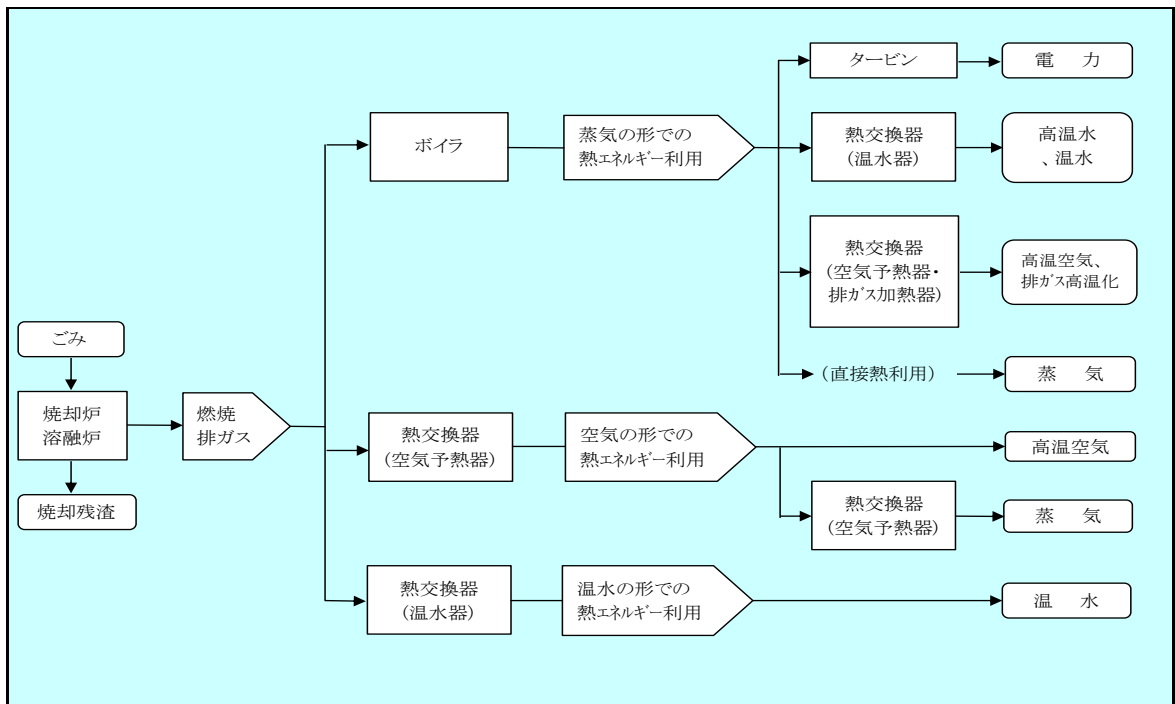 ごみ
焼却炉
溶融炉
焼却残渣
燃焼
排ガス
ボイラ
蒸気の形での
熱エネルギー利用
タービン
電 力
熱交換器
(温水器)
高温水
、温水
熱交換器
(空気予熱器・
排ガス加熱器)
高温空気、
排ガス高温化
(直接熱利用)
蒸 気
熱交換器
(空気予熱器)
空気の形での
熱エネルギー利用
高温空気
熱交換器
(空気予熱器)
蒸 気
熱交換器
(温水器)
温水の形での
熱エネルギー利用
温 水